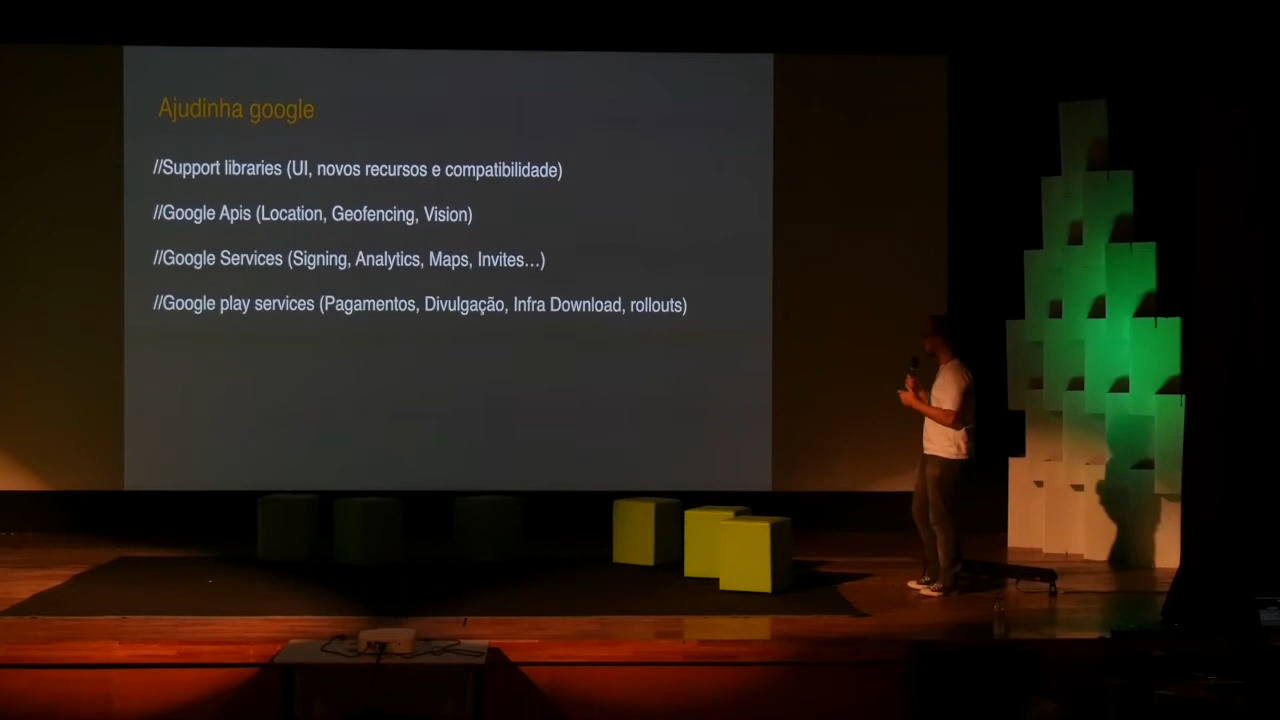 Ajudinha google
//Support libraries (UI, novos recursos e compatibilidade)
//Google Apis (Location, Geofencing, Vision)
//Google Services (Signing, Analytics, Maps, Invites...)
//Google play services (Pagamentos, Divulgação, Infra Download, rollouts)